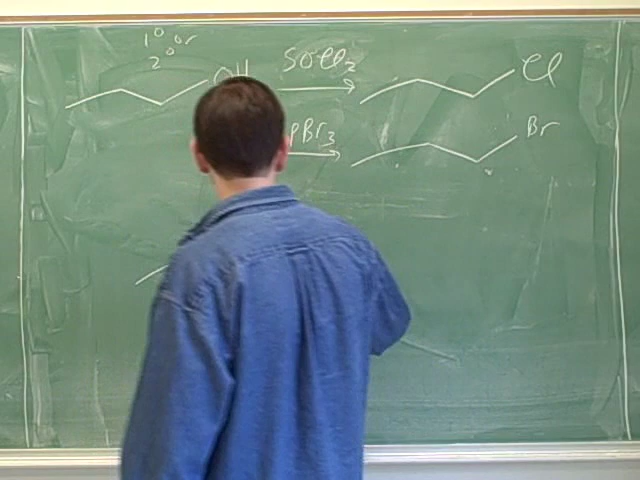 1° or
2°
OH SOCl₂ Cl
PBr₃ Br